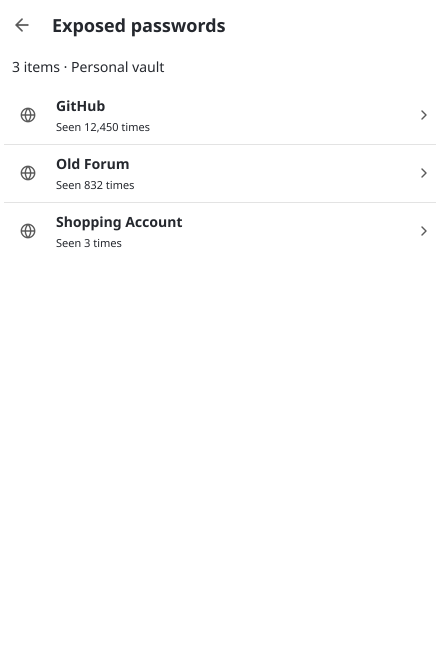 Exposed passwords
3 items · Personal vault
GitHub
Seen 12,450 times
Old Forum
Seen 832 times
Shopping Account
Seen 3 times